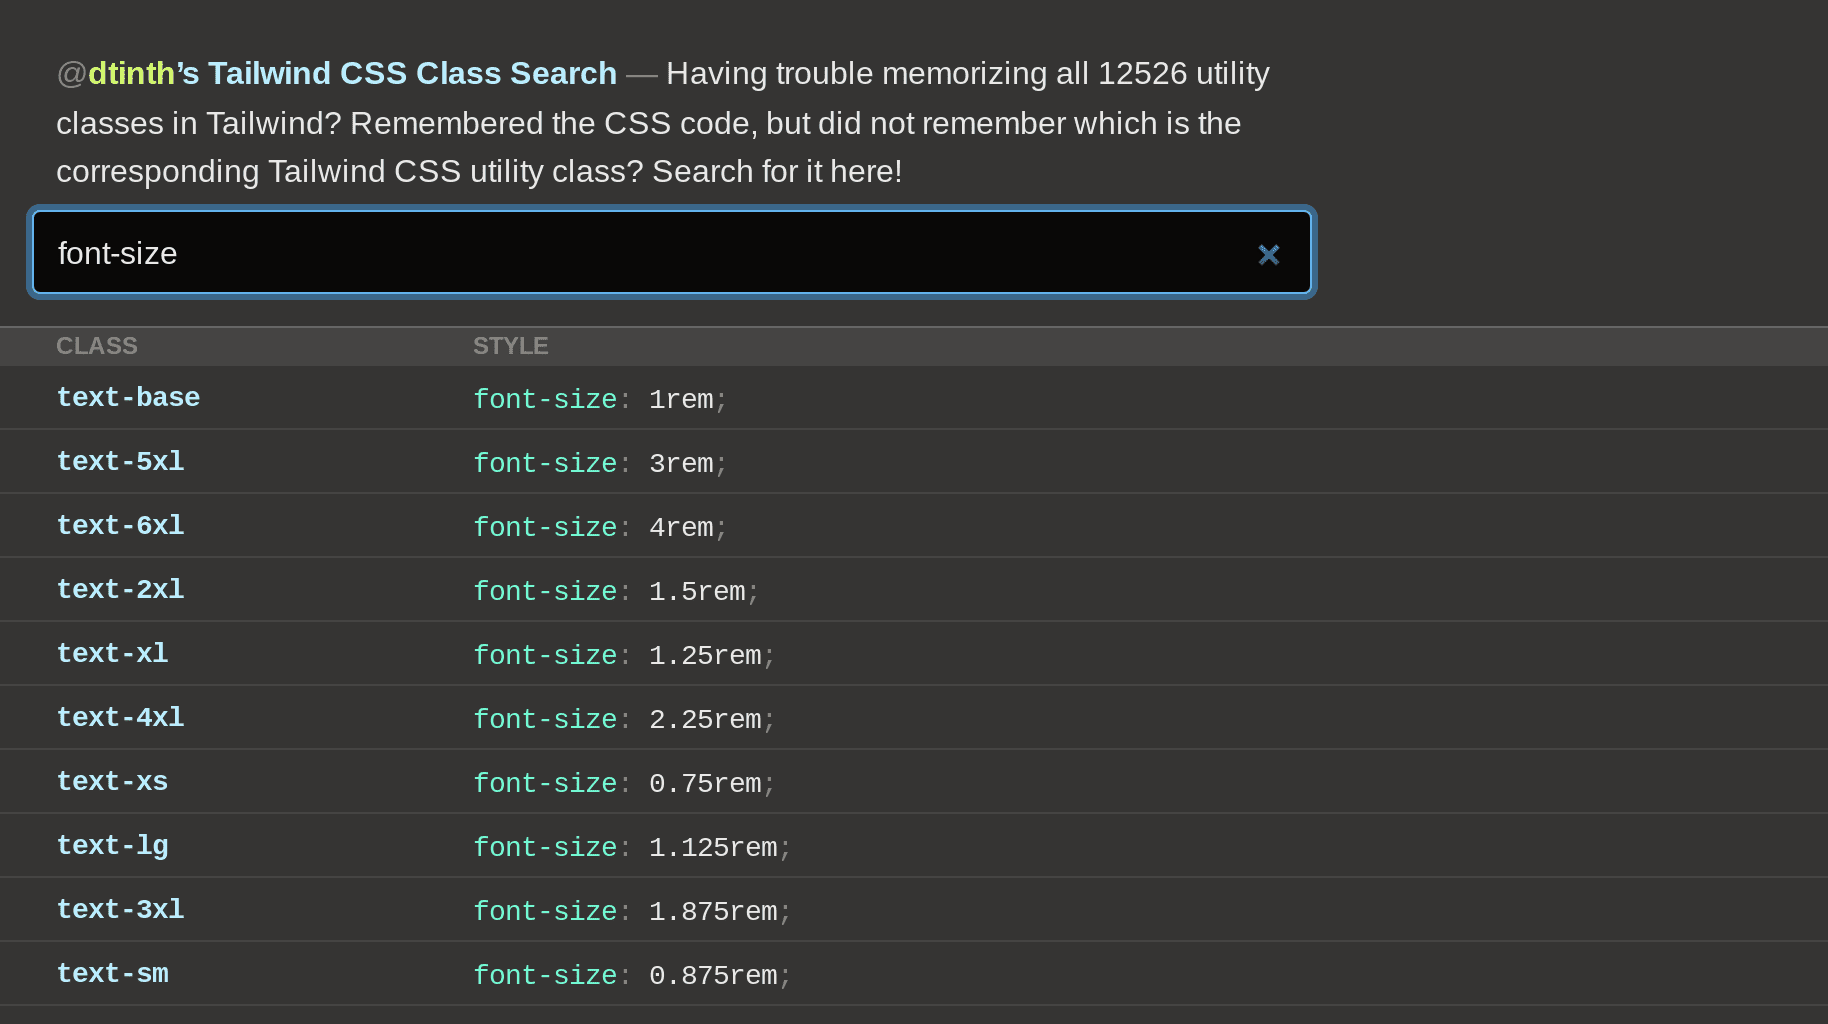 @dtinth’s Tailwind CSS Class Search — Having trouble memorizing all 12526 utility
classes in Tailwind? Remembered the CSS code, but did not remember which is the
corresponding Tailwind CSS utility class? Search for it here!
font-size ×
CLASS STYLE
text-base font-size: 1rem;
text-5xl font-size: 3rem;
text-6xl font-size: 4rem;
text-2xl font-size: 1.5rem;
text-xl font-size: 1.25rem;
text-4xl font-size: 2.25rem;
text-xs font-size: 0.75rem;
text-lg font-size: 1.125rem;
text-3xl font-size: 1.875rem;
text-sm font-size: 0.875rem;